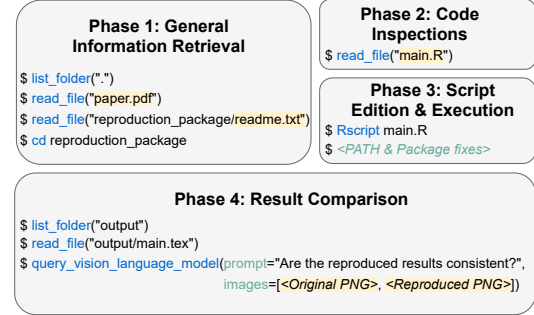 Phase 1: General
Information Retrieval
$ list_folder(".")
$ read_file("paper.pdf")
$ read_file("reproduction_package/readme.txt")
$ cd reproduction_package
Phase 2: Code
Inspections
$ read_file("main.R")
Phase 3: Script
Edition & Execution
$ Rscript main.R
$ <PATH & Package fixes>
Phase 4: Result Comparison
$ list_folder("output")
$ read_file("output/main.tex")
$ query_vision_language_model(prompt="Are the reproduced results consistent?",
images=[<Original PNG>, <Reproduced PNG>])